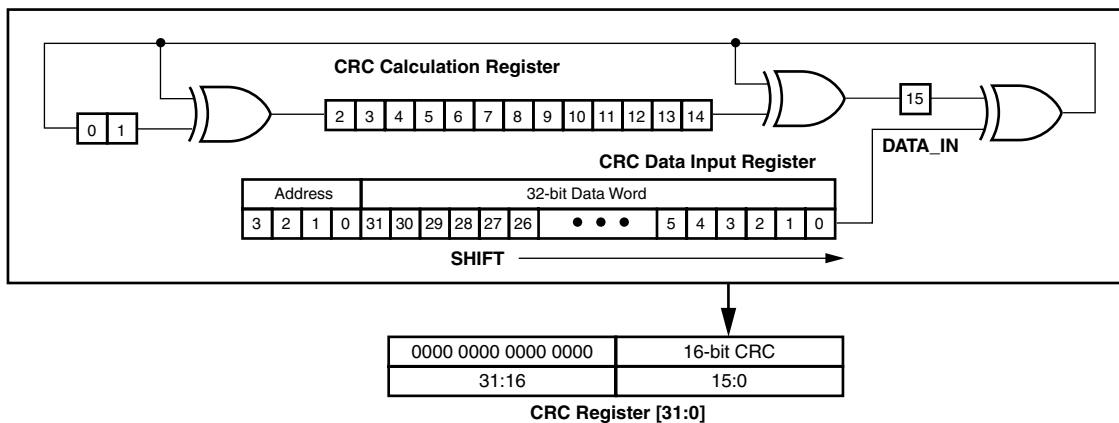 CRC Calculation Register
0 1
2 3 4 5 6 7 8 9 10 11 12 13 14
15
DATA_IN
CRC Data Input Register
Address 32-bit Data Word
3 2 1 0 31 30 29 28 27 26 • • • 5 4 3 2 1 0
SHIFT
0000 0000 0000 0000 16-bit CRC
31:16 15:0
CRC Register [31:0]